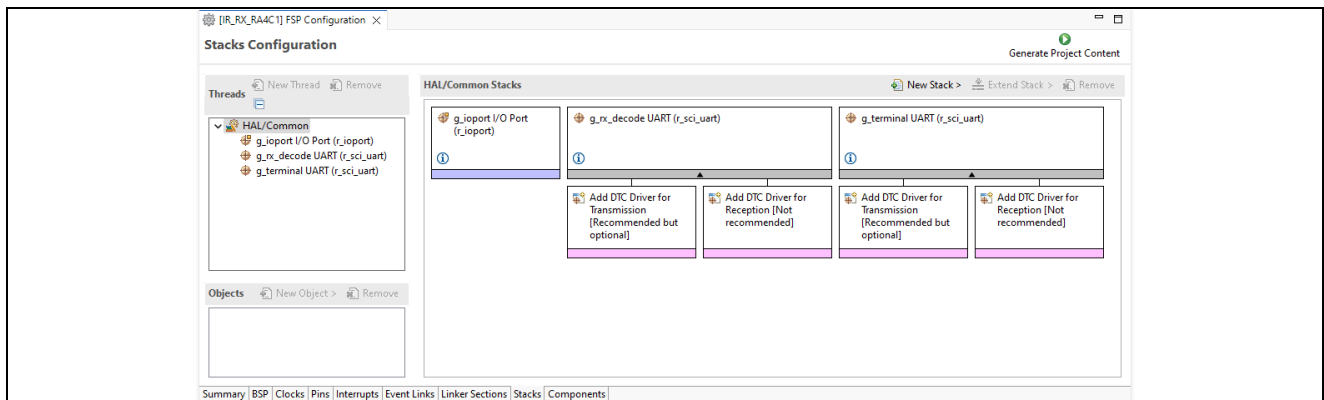 [IR_RX_RA4C1] FSP Configuration
Stacks Configuration
Generate Project Content
Threads
New Thread
Remove
HAL/Common
g_ioport I/O Port (r_ioport)
g_rx_decode UART (r_sci_uart)
g_terminal UART (r_sci_uart)
Objects
New Object >
Remove
HAL/Common Stacks
New Stack >
Extend Stack >
Remove
g_ioport I/O Port
(r_ioport)
g_rx_decode UART (r_sci_uart)
g_terminal UART (r_sci_uart)
Add DTC Driver for
Transmission
[Recommended but
optional]
Add DTC Driver for
Reception [Not
recommended]
Add DTC Driver for
Transmission
[Recommended but
optional]
Add DTC Driver for
Reception [Not
recommended]
Summary BSP Clocks Pins Interrupts Event Links Linker Sections Stacks Components